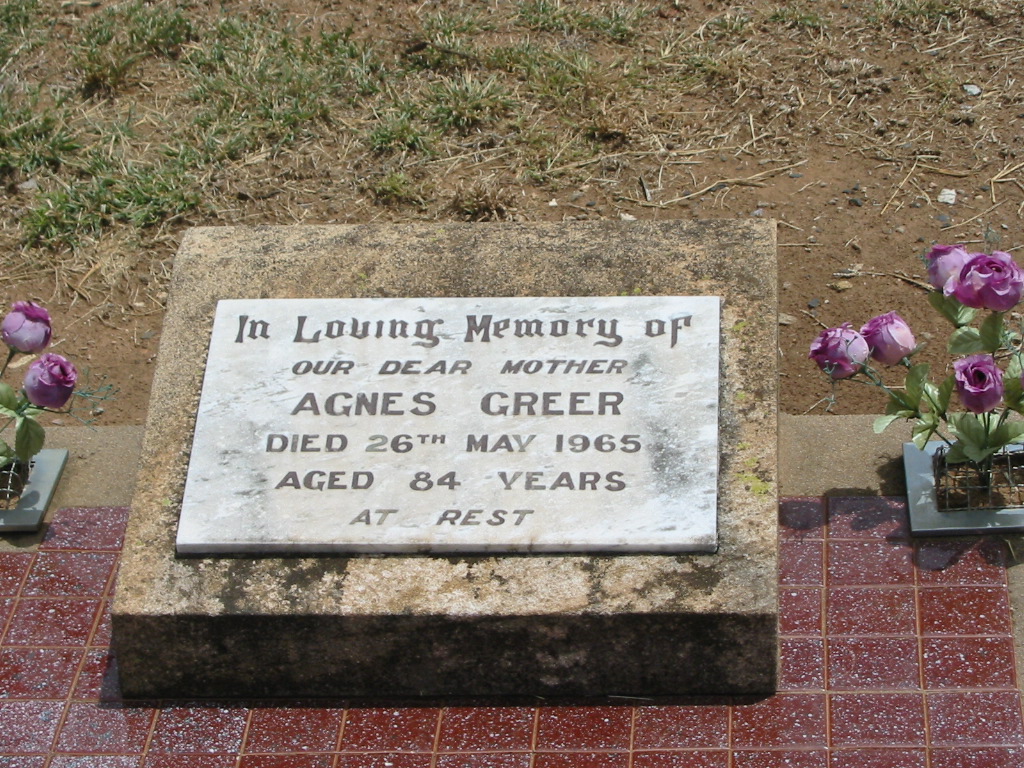 In Loving Memory of
OUR DEAR MOTHER
AGNES GREER
DIED 26TH MAY 1965
AGED 84 YEARS
AT REST